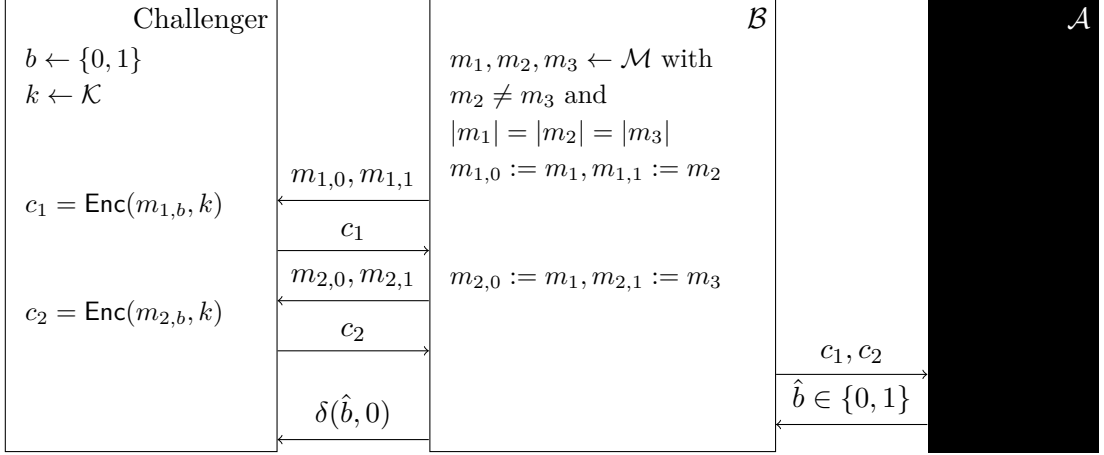 Challenger
b ← {0, 1}
k ← 𝒦
c₁ = Enc(m₁,b, k)
c₂ = Enc(m₂,b, k)
m₁,₀, m₁,₁
c₁
m₂,₀, m₂,₁
c₂
δ(b̂, 0)
ℬ
m₁, m₂, m₃ ← ℳ with
m₂ ≠ m₃ and
|m₁| = |m₂| = |m₃|
m₁,₀ := m₁, m₁,₁ := m₂
m₂,₀ := m₁, m₂,₁ := m₃
c₁, c₂
b̂ ∈ {0, 1}
𝒜